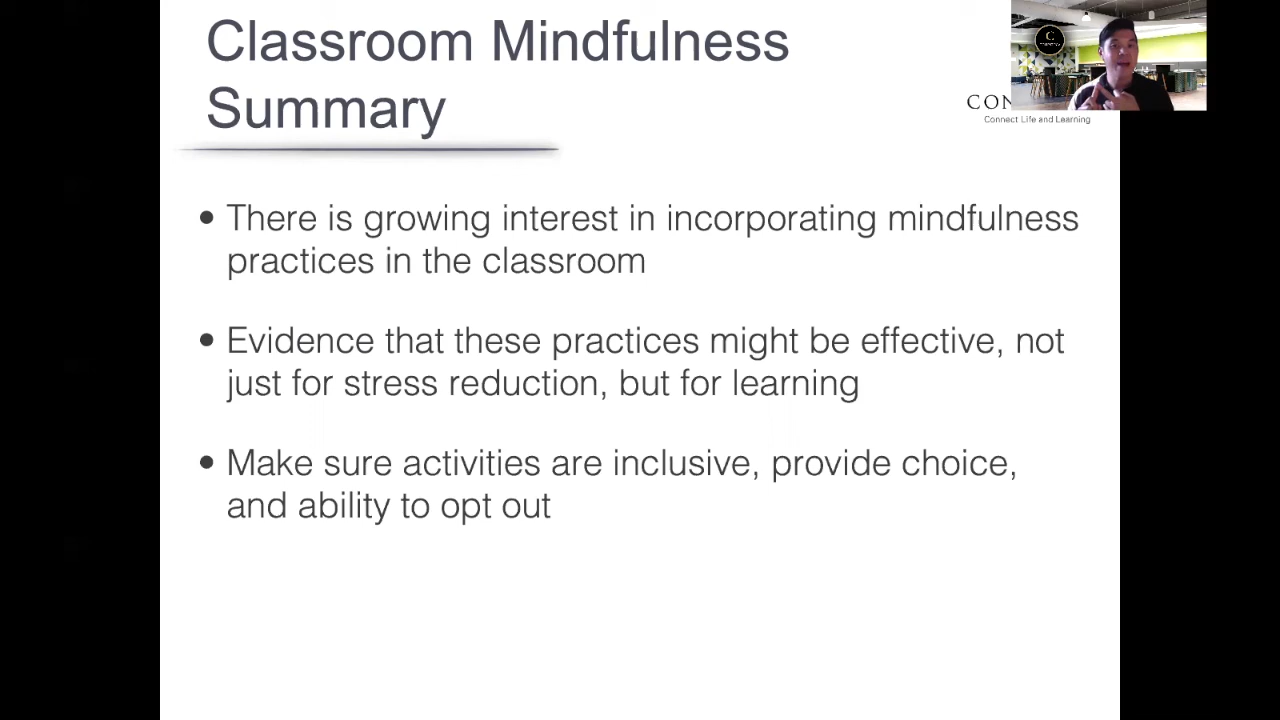 Classroom Mindfulness
Summary
Connect Life and Learning
• There is growing interest in incorporating mindfulness
practices in the classroom
• Evidence that these practices might be effective, not
just for stress reduction, but for learning
• Make sure activities are inclusive, provide choice,
and ability to opt out